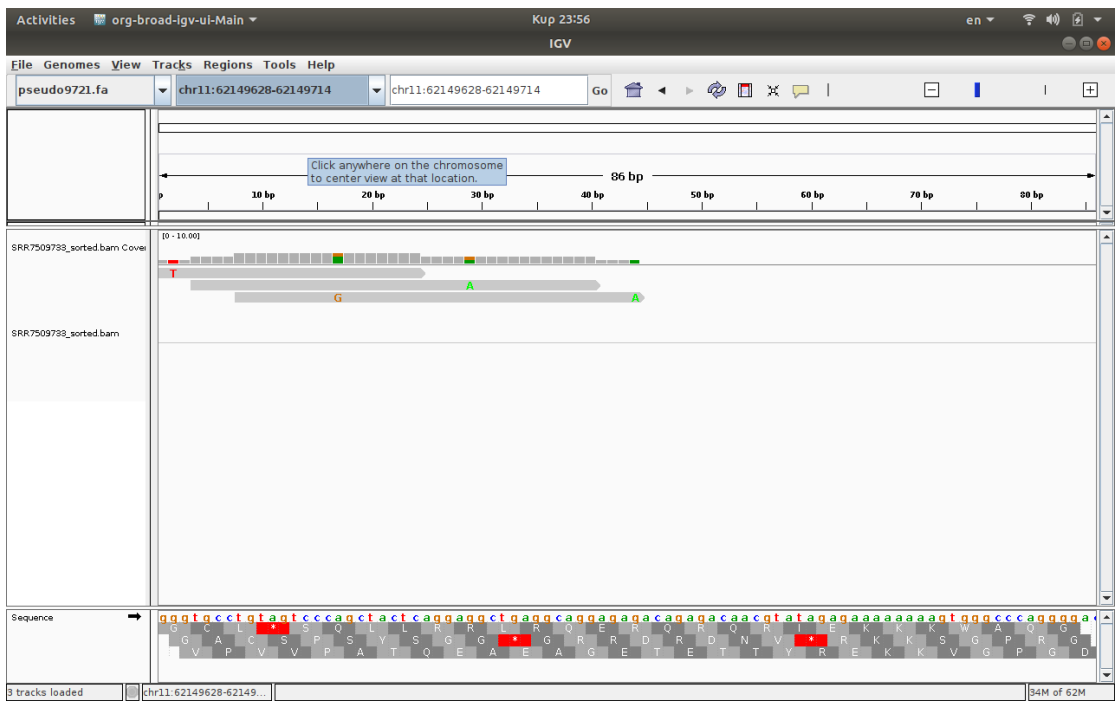 Activities org-broad-igv-ui-Main Kup 23:56 en
IGV
File Genomes View Tracks Regions Tools Help
pseudo9721.fa chr11:62149628-62149714 chr11:62149628-62149714 Go
Click anywhere on the chromosome
to center view at that location.
86 bp
10 bp 20 bp 30 bp 40 bp 50 bp 60 bp 70 bp 80 bp
SRR7509733_sorted.bam Cover
[0 - 10.00]
T
A
G A
SRR7509733_sorted.bam
Sequence
g g g t g c c t g t a g t c c c a g c t a c t c a g g a g g c t g a g g c a g g a g a g a c a g a g a c a a c g t a t a g a g a a a a a a a a a g t g g g c c c a g g g g a
G C L * S Q L L R R L R Q E R Q R Q R I E K K K W A Q G
G A C S P S Y S G G * G R R D R D N V * R K K S G P R G
V P V V P A T Q E A E A G E T E T T Y R E K K V G P G D
3 tracks loaded chr11:62149628-62149... 34M of 62M